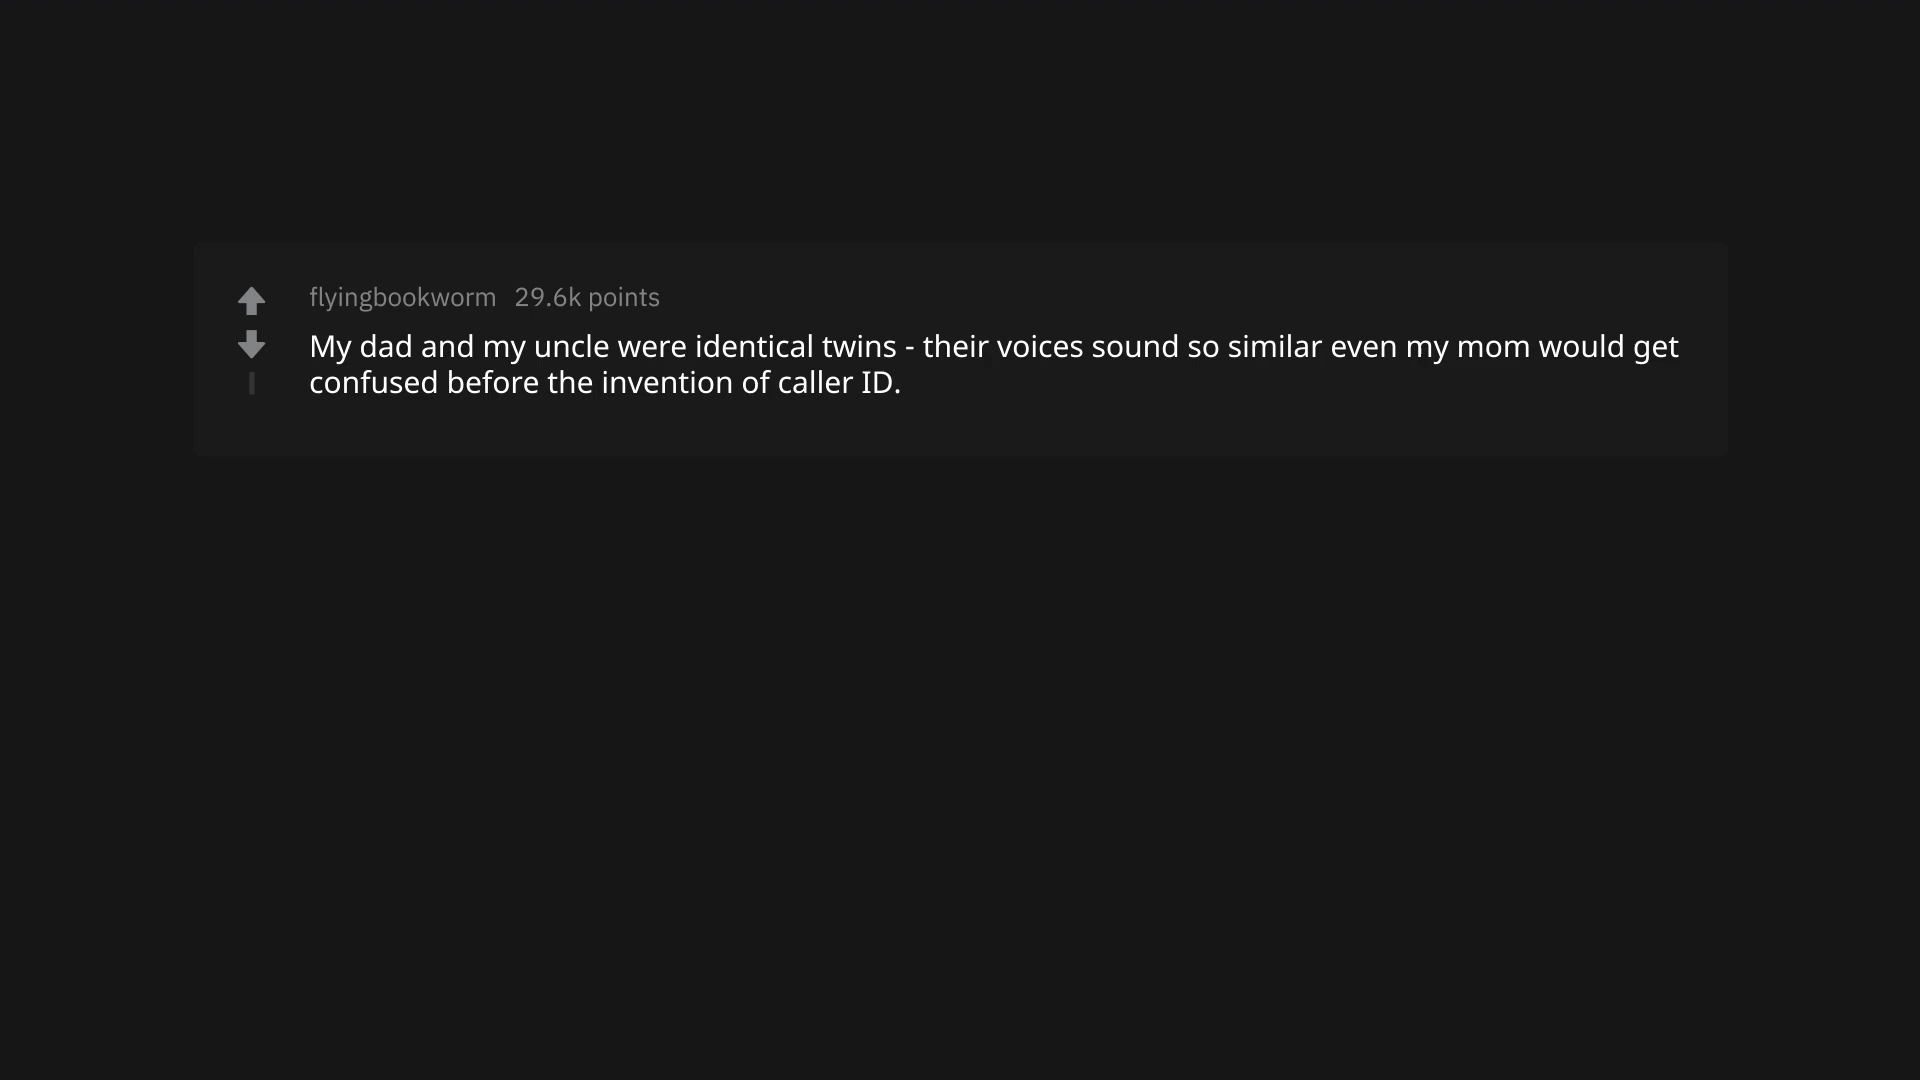 flyingbookworm 29.6k points
My dad and my uncle were identical twins - their voices sound so similar even my mom would get
confused before the invention of caller ID.